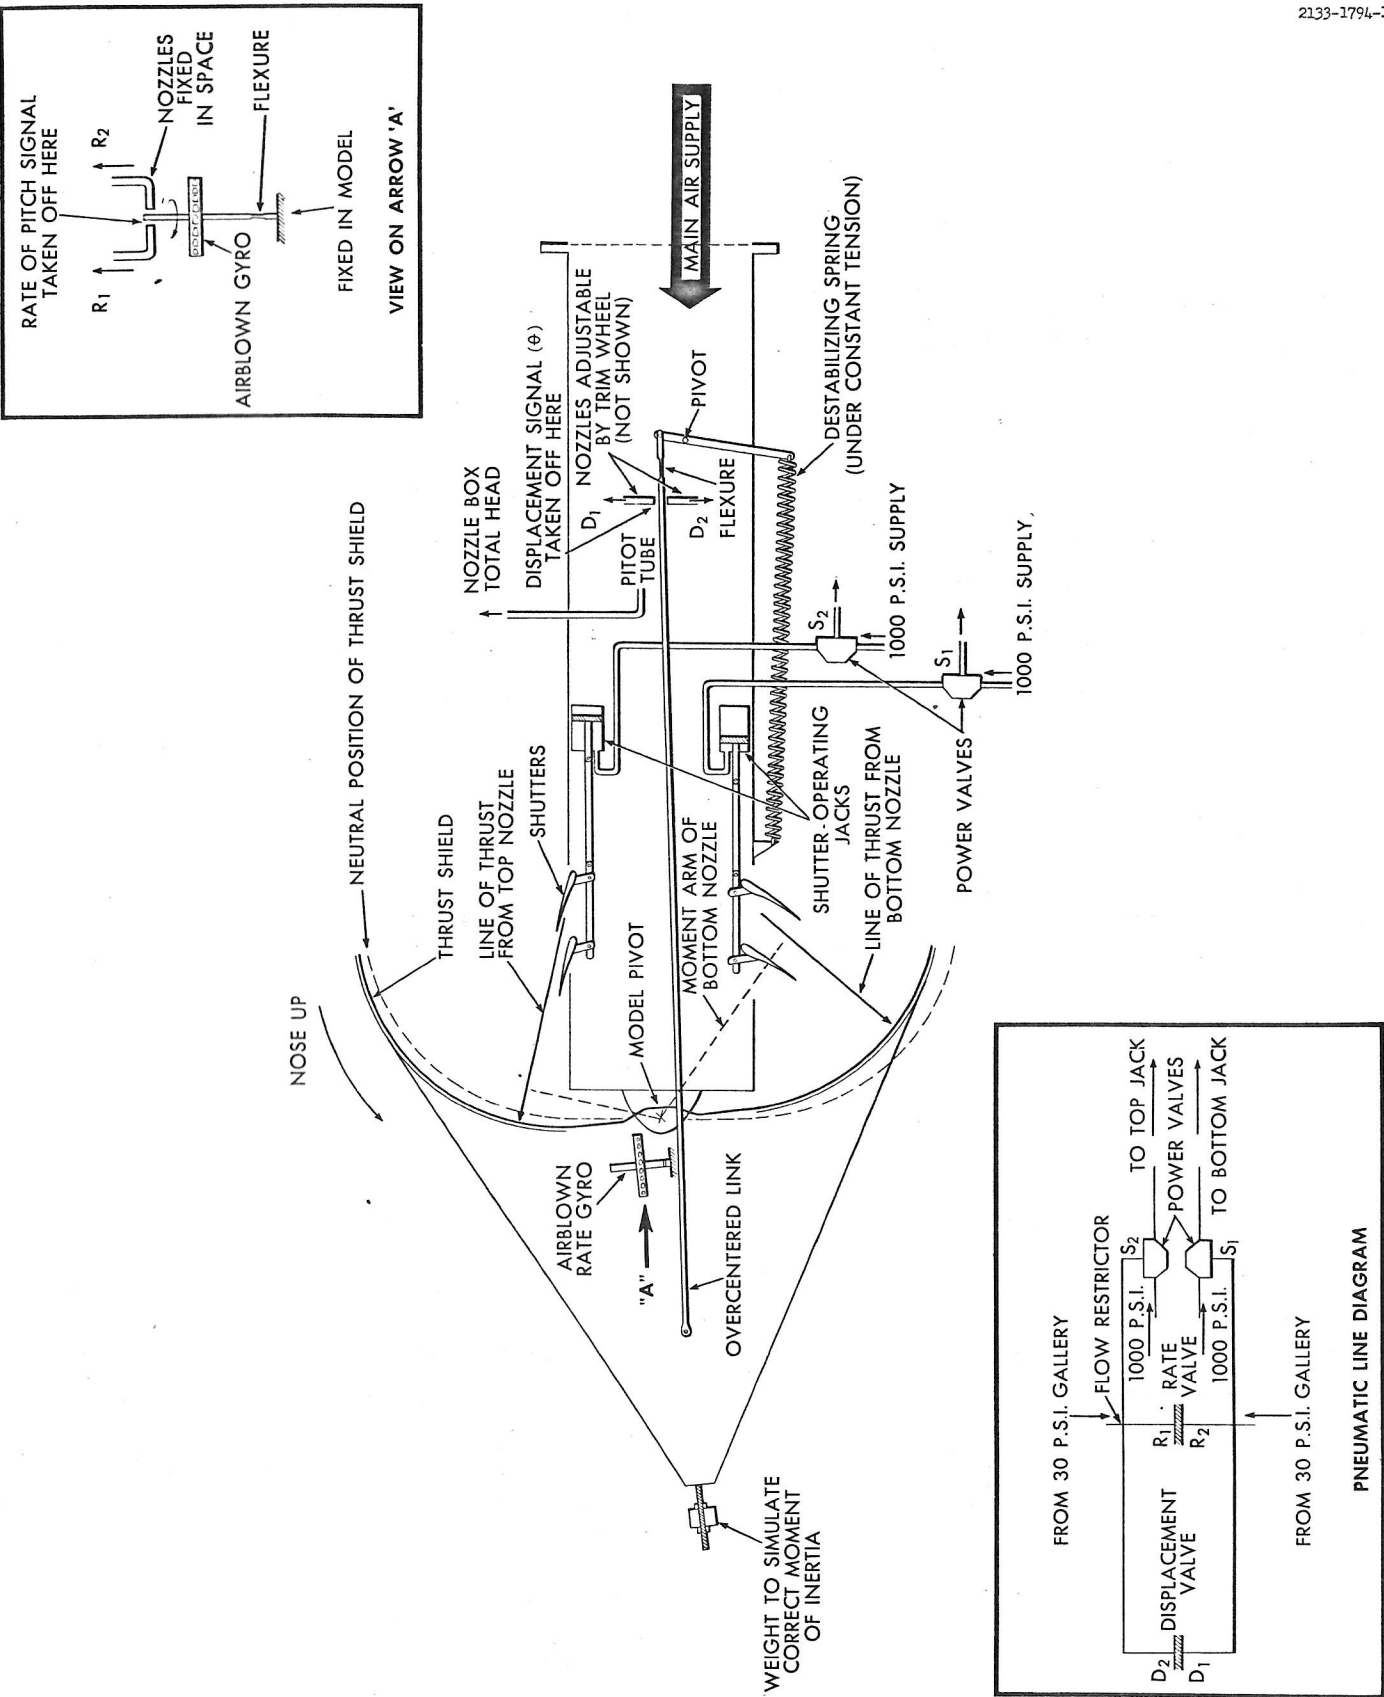 2133-1794-
RATE OF PITCH SIGNAL
TAKEN OFF HERE
R1
R2
NOZZLES
FIXED
IN SPACE
AIRBLOWN GYRO
FLEXURE
FIXED IN MODEL
VIEW ON ARROW 'A'
NOSE UP
NEUTRAL POSITION OF THRUST SHIELD
THRUST SHIELD
LINE OF THRUST
FROM TOP NOZZLE
SHUTTERS
NOZZLE BOX
TOTAL HEAD
DISPLACEMENT SIGNAL (θ)
TAKEN OFF HERE
NOZZLES ADJUSTABLE
BY TRIM WHEEL
(NOT SHOWN)
D1
PITOT
TUBE
D2
FLEXURE
PIVOT
MAIN AIR SUPPLY
DESTABILIZING SPRING
(UNDER CONSTANT TENSION)
MODEL PIVOT
MOMENT ARM OF
BOTTOM NOZZLE
SHUTTER-OPERATING
JACKS
LINE OF THRUST FROM
BOTTOM NOZZLE
S2
1000 P.S.I. SUPPLY
S1
1000 P.S.I. SUPPLY
POWER VALVES
AIRBLOWN
RATE GYRO
"A"
OVERCENTERED LINK
WEIGHT TO SIMULATE
CORRECT MOMENT
OF INERTIA
FROM 30 P.S.I. GALLERY
FLOW RESTRICTOR
S2
TO TOP JACK
1000 P.S.I.
D2
DISPLACEMENT
VALVE
D1
R1
RATE
VALVE
R2
POWER VALVES
1000 P.S.I.
S1
TO BOTTOM JACK
FROM 30 P.S.I. GALLERY
PNEUMATIC LINE DIAGRAM